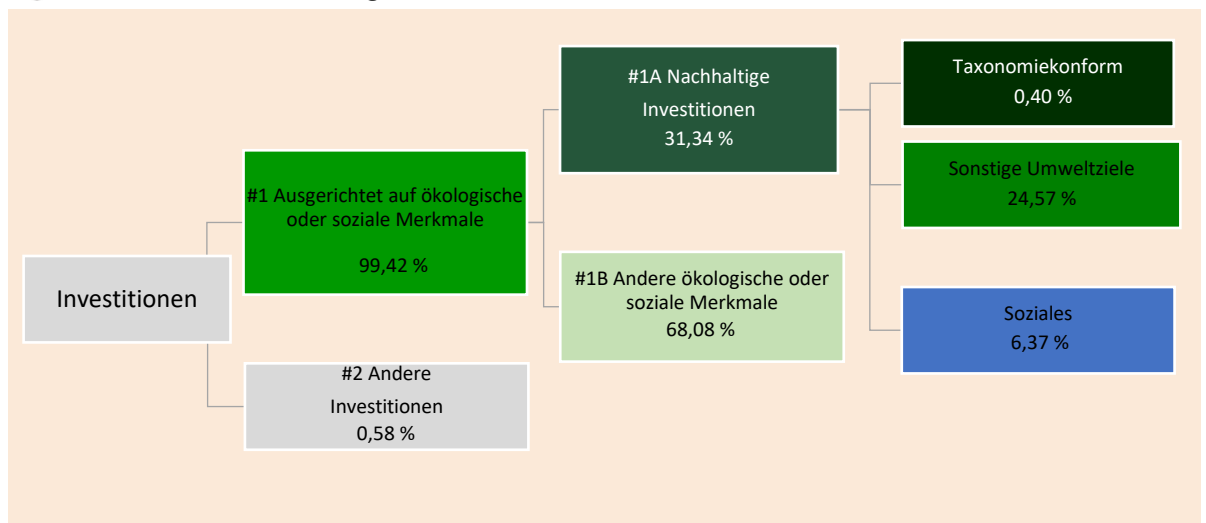 Investitionen
#1 Ausgerichtet auf ökologische
oder soziale Merkmale
99,42 %
#2 Andere
Investitionen
0,58 %
#1A Nachhaltige
Investitionen
31,34 %
#1B Andere ökologische oder
soziale Merkmale
68,08 %
Taxonomiekonform
0,40 %
Sonstige Umweltziele
24,57 %
Soziales
6,37 %